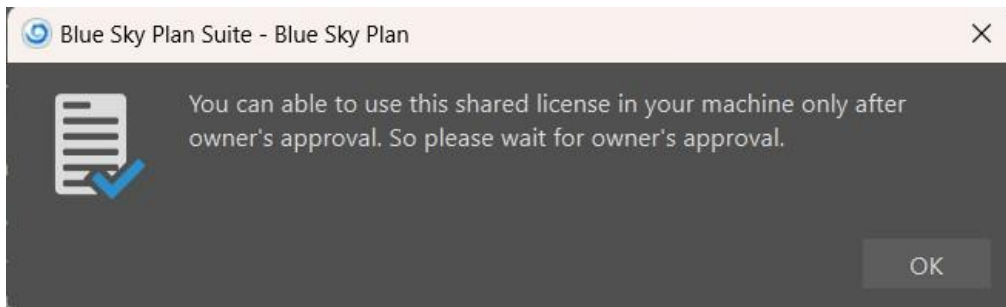 Blue Sky Plan Suite - Blue Sky Plan
You can able to use this shared license in your machine only after
owner's approval. So please wait for owner's approval.
OK